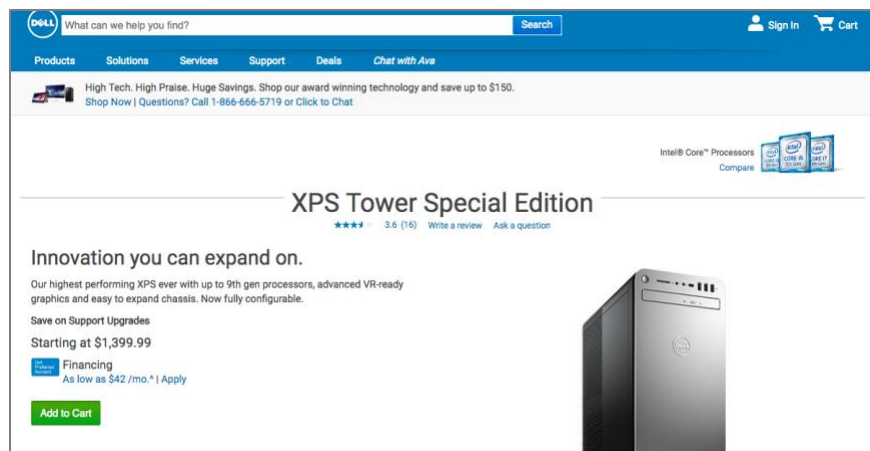 DELL
What can we help you find?
Search
Sign In
Cart
Products Solutions Services Support Deals Chat with Ava
High Tech. High Praise. Huge Savings. Shop our award winning technology and save up to $150.
Shop Now | Questions? Call 1-866-666-5719 or Click to Chat
Intel® Core™ Processors
Compare
XPS Tower Special Edition
3.6 (16) Write a review Ask a question
Innovation you can expand on.
Our highest performing XPS ever with up to 9th gen processors, advanced VR-ready
graphics and easy to expand chassis. Now fully configurable.
Save on Support Upgrades
Starting at $1,399.99
Financing
As low as $42 /mo.^ | Apply
Add to Cart